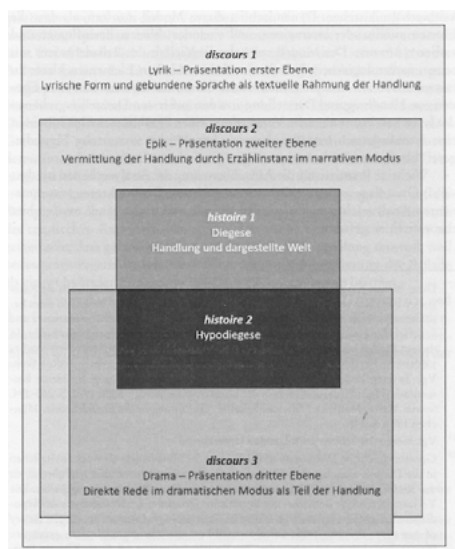 discours 1
Lyrik – Präsentation erster Ebene
Lyrische Form und gebundene Sprache als textuelle Rahmung der Handlung
discours 2
Epik – Präsentation zweiter Ebene
Vermittlung der Handlung durch Erzählinstanz im narrativen Modus
histoire 1
Diegese
Handlung und dargestellte Welt
histoire 2
Hypodiegese
discours 3
Drama – Präsentation dritter Ebene
Direkte Rede im dramatischen Modus als Teil der Handlung